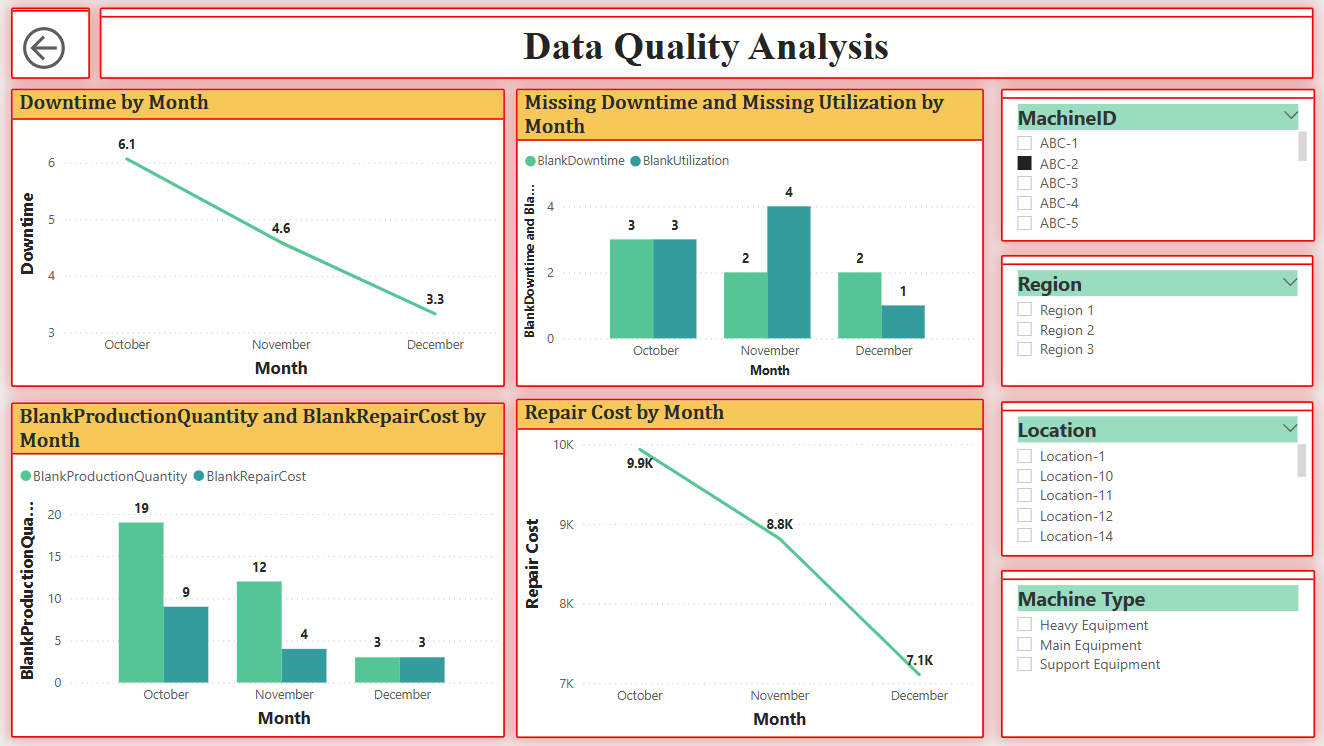 Data Quality Analysis
Downtime by Month
6.1
6
5
4.6
4
3.3
3
Downtime
October November December
Month
Missing Downtime and Missing Utilization by
Month
BlankDowntime BlankUtilization
4
4
3 3
2 2
2
1
0
BlankDowntime and Bla...
October November December
Month
BlankProductionQuantity and BlankRepairCost by
Month
BlankProductionQuantity BlankRepairCost
20
19
15
12
10
9
5
4
3 3
0
BlankProductionQua...
October November December
Month
Repair Cost by Month
10K
9.9K
9K
8.8K
8K
7.1K
7K
Repair Cost
October November December
Month
MachineID
ABC-1
ABC-2
ABC-3
ABC-4
ABC-5
Region
Region 1
Region 2
Region 3
Location
Location-1
Location-10
Location-11
Location-12
Location-14
Machine Type
Heavy Equipment
Main Equipment
Support Equipment